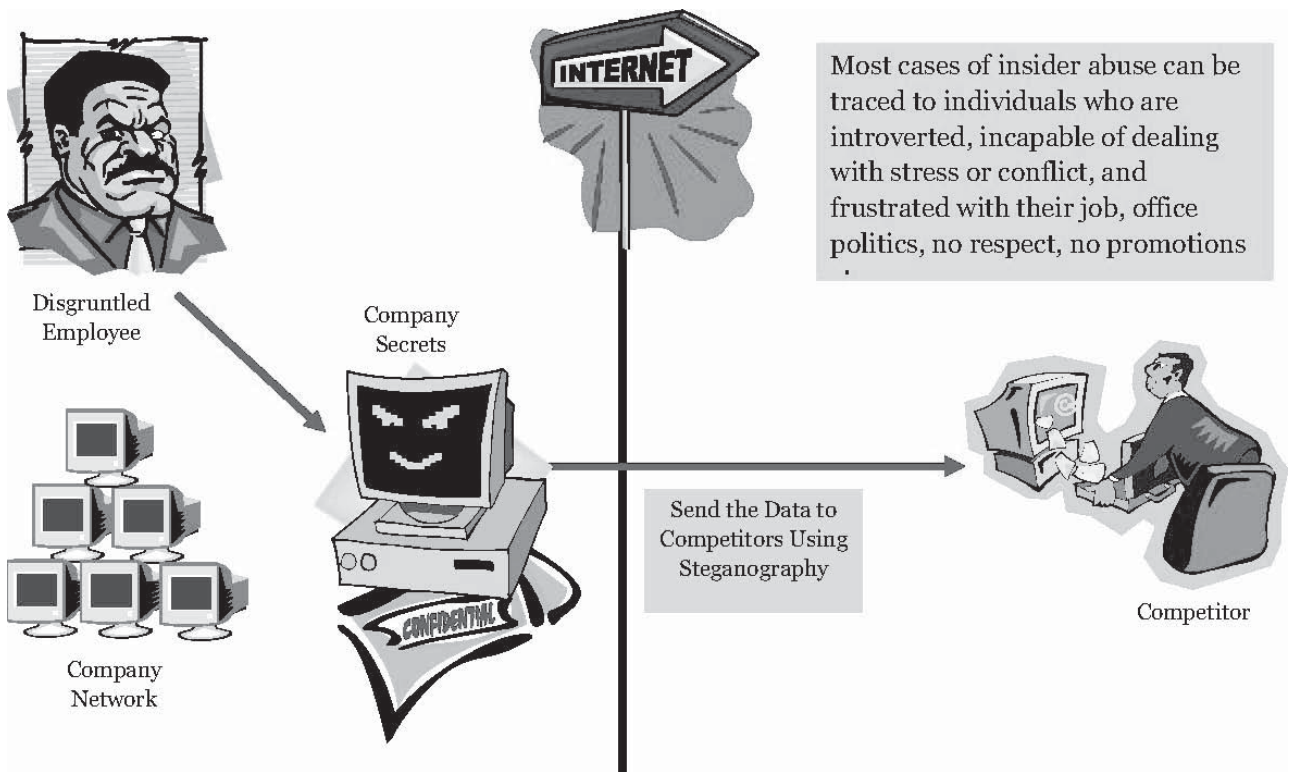 INTERNET
Most cases of insider abuse can be
traced to individuals who are
introverted, incapable of dealing
with stress or conflict, and
frustrated with their job, office
politics, no respect, no promotions
.
Disgruntled
Employee
Company
Secrets
CONFIDENTIAL
Send the Data to
Competitors Using
Steganography
Competitor
Company
Network